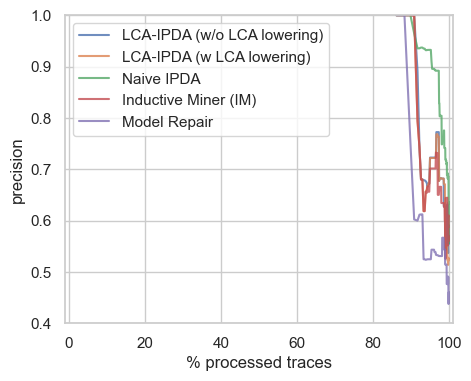 1.0
0.9
0.8
0.7
0.6
0.5
0.4
precision
LCA-IPDA (w/o LCA lowering)
LCA-IPDA (w LCA lowering)
Naive IPDA
Inductive Miner (IM)
Model Repair
0 20 40 60 80 100
% processed traces